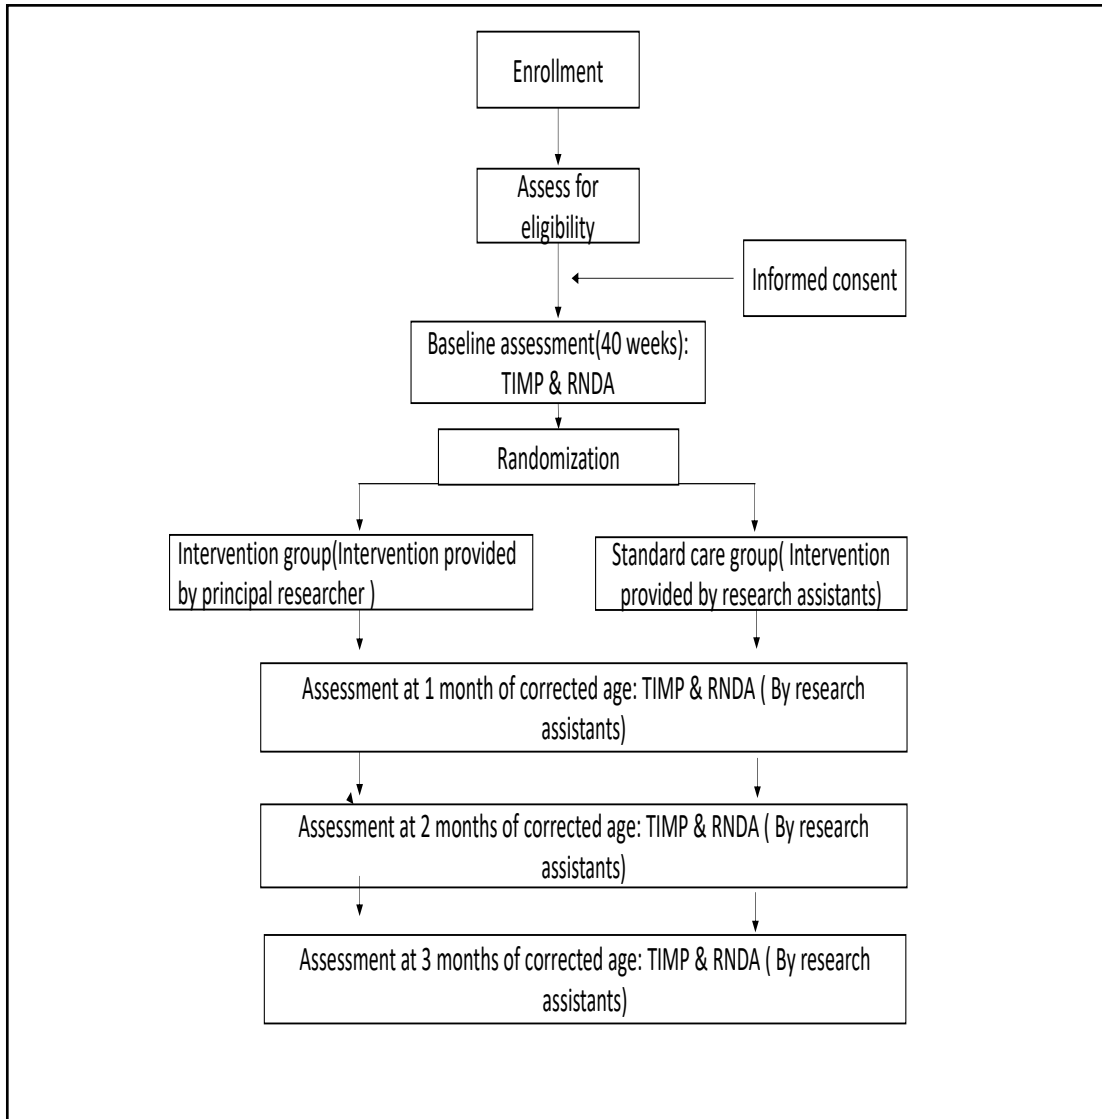 Enrollment
Assess for
eligibility
Informed consent
Baseline assessment(40 weeks):
TIMP & RNDA
Randomization
Intervention group(Intervention provided
by principal researcher )
Standard care group( Intervention
provided by research assistants)
Assessment at 1 month of corrected age: TIMP & RNDA ( By research
assistants)
Assessment at 2 months of corrected age: TIMP & RNDA ( By research
assistants)
Assessment at 3 months of corrected age: TIMP & RNDA ( By research
assistants)